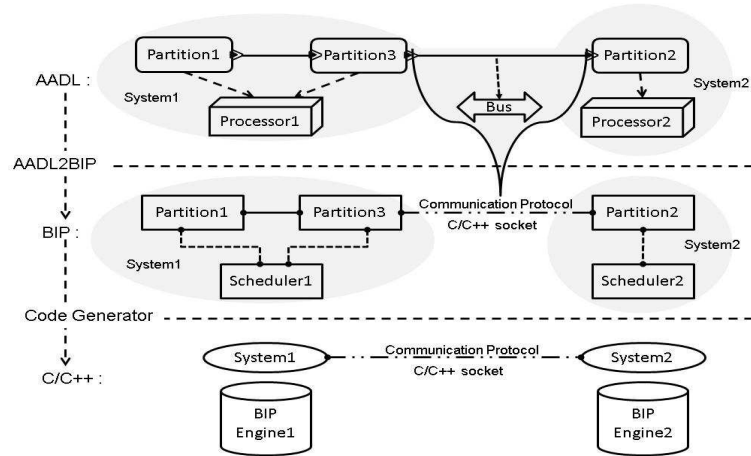 Partition1
Partition3
Partition2
AADL :
System1
Bus
System2
Processor1
Processor2
AADL2BIP
Partition1
Partition3
Communication Protocol
Partition2
C/C++ socket
BIP :
System1
System2
Scheduler1
Scheduler2
Code Generator
System1
Communication Protocol
System2
C/C++ socket
C/C++ :
BIP
Engine1
BIP
Engine2